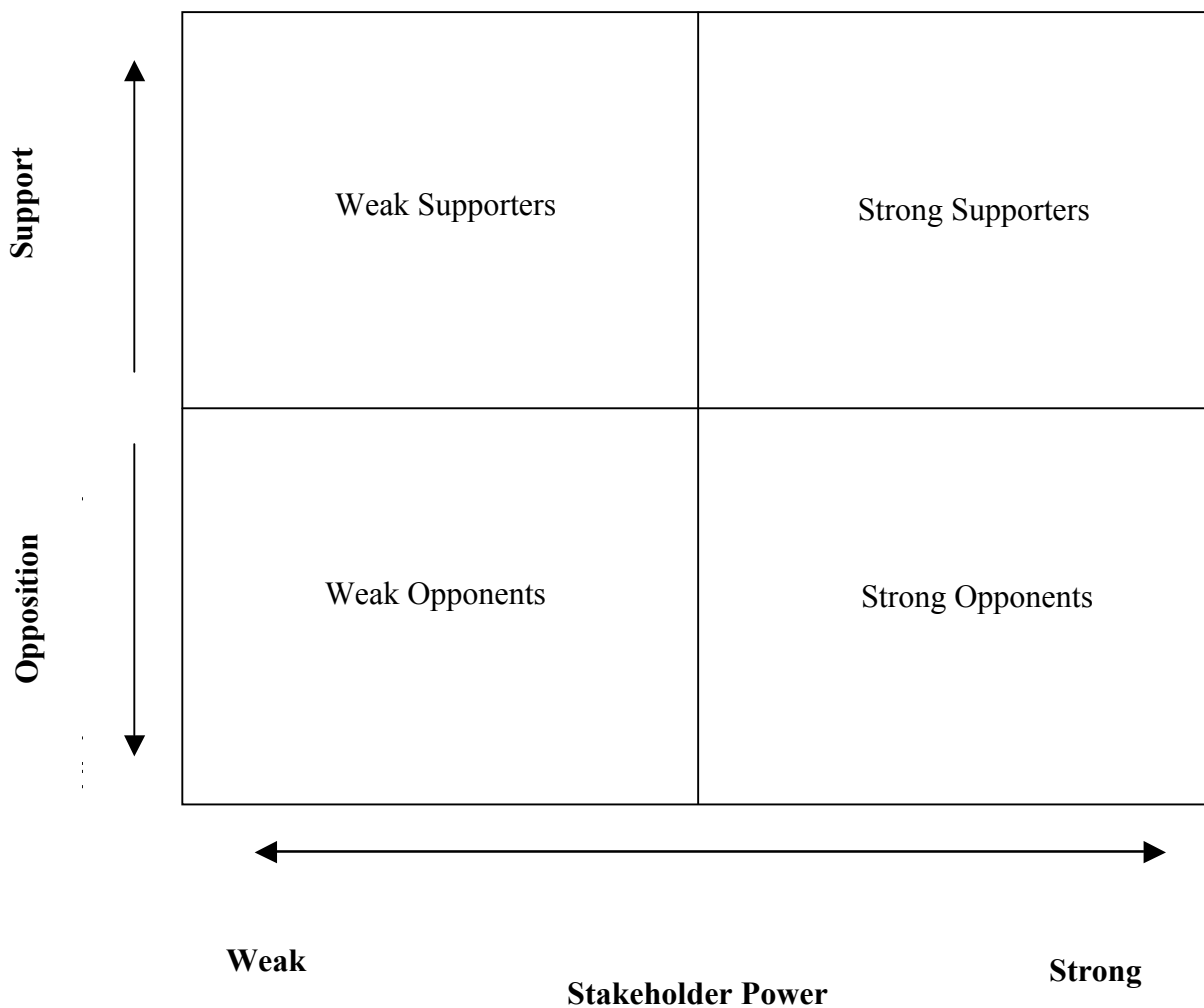 Support
Weak Supporters
Strong Supporters
Opposition
Weak Opponents
Strong Opponents
Weak
Strong
Stakeholder Power